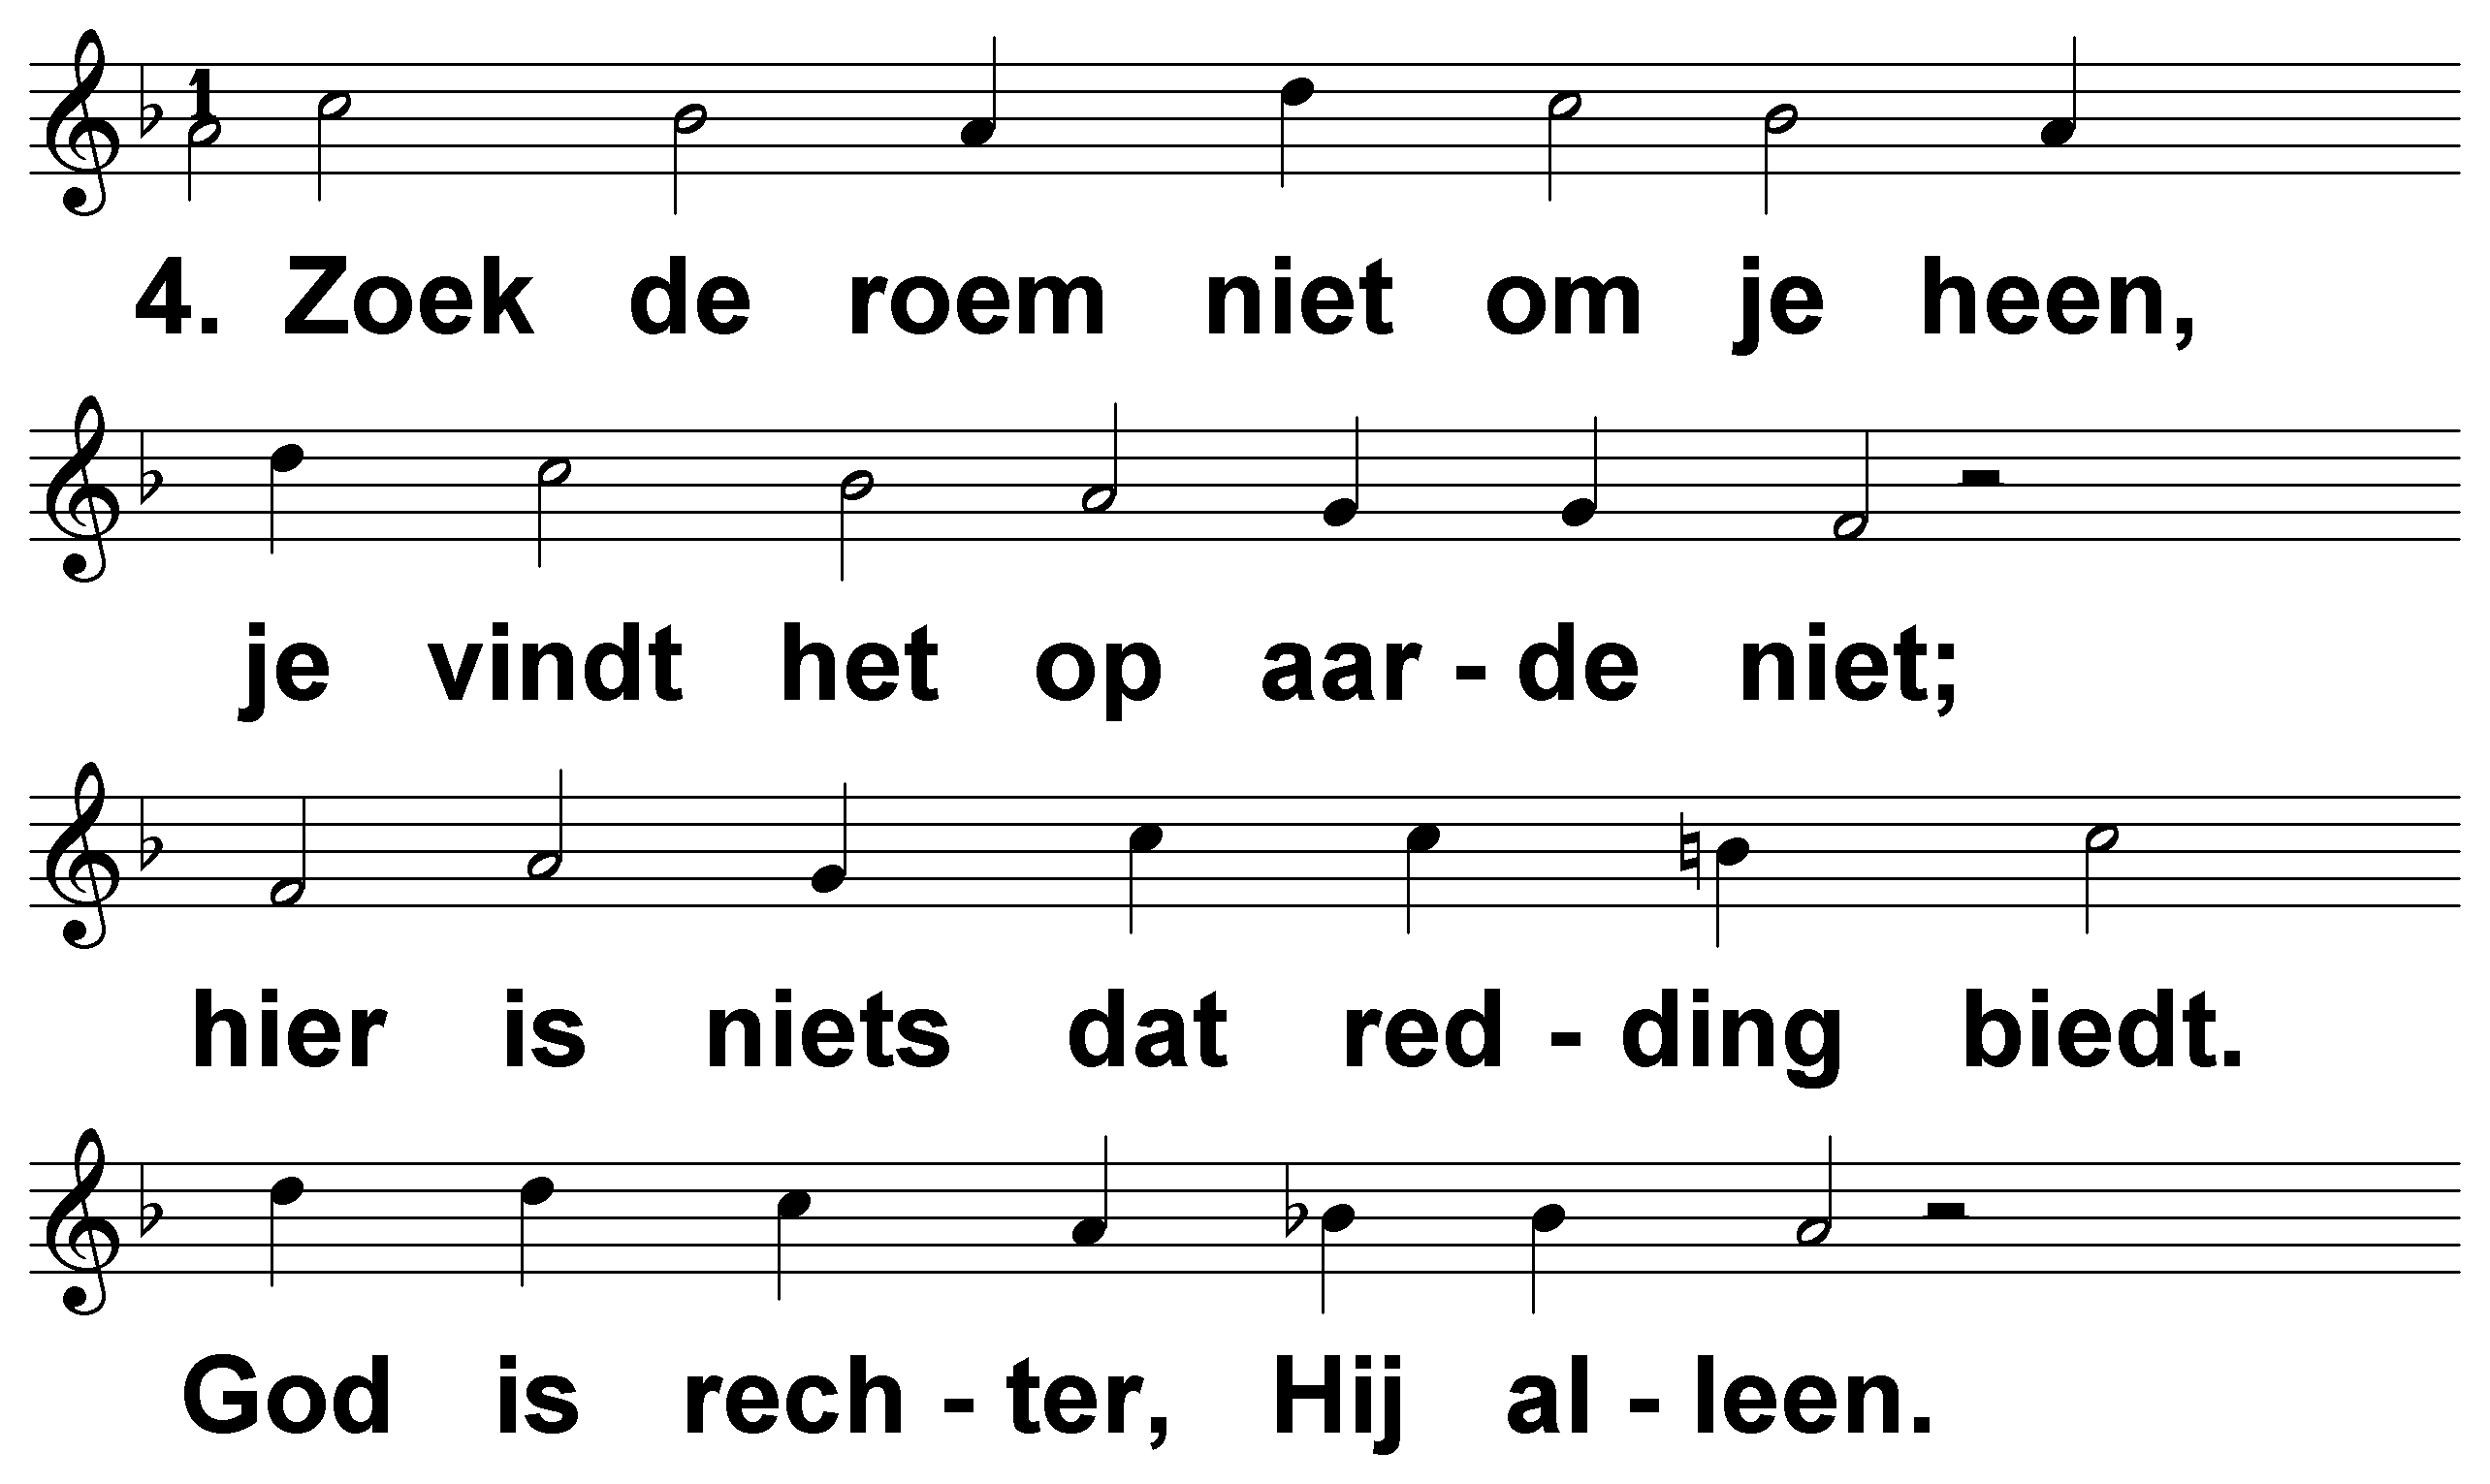 1
4. Zoek de roem niet om je heen,
je vindt het op aar - de niet;
hier is niets dat red - ding biedt.
God is rech - ter, Hij al - leen.